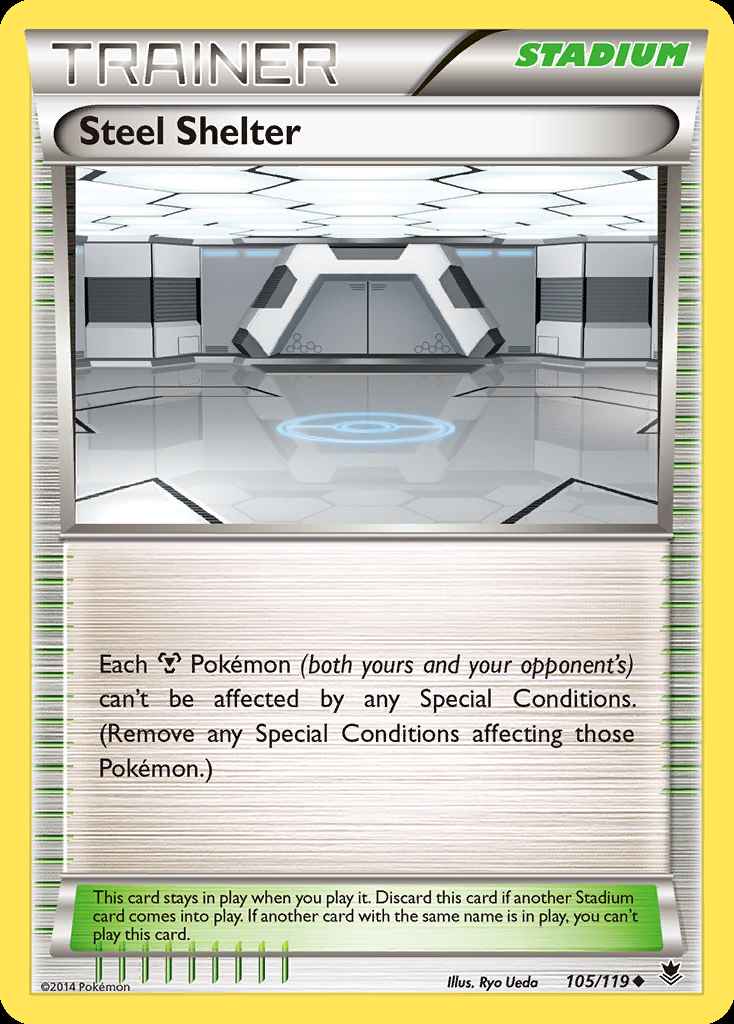 TRAINER
STADIUM
Steel Shelter
Each Pokémon (both yours and your opponent's)
can't be affected by any Special Conditions.
(Remove any Special Conditions affecting those
Pokémon.)
This card stays in play when you play it. Discard this card if another Stadium
card comes into play. If another card with the same name is in play, you can't
play this card.
©2014 Pokémon
Illus. Ryo Ueda
105/119